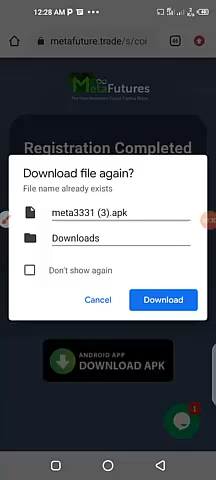 12:28 AM
metafuture.trade/s/coi
MetaFutures
Registration Completed
Download file again?
File name already exists
meta3331 (3).apk
Downloads
Don't show again
Cancel
Download
ANDROID APP
DOWNLOAD APK
1